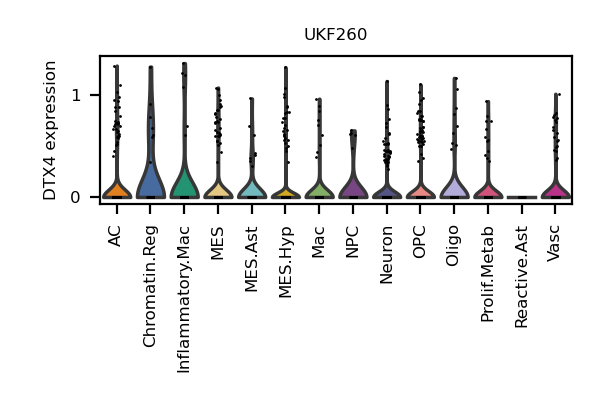 UKF260
DTX4 expression
1
0
AC
Chromatin.Reg
Inflammatory.Mac
MES
MES.Ast
MES.Hyp
Mac
NPC
Neuron
OPC
Oligo
Prolif.Metab
Reactive.Ast
Vasc